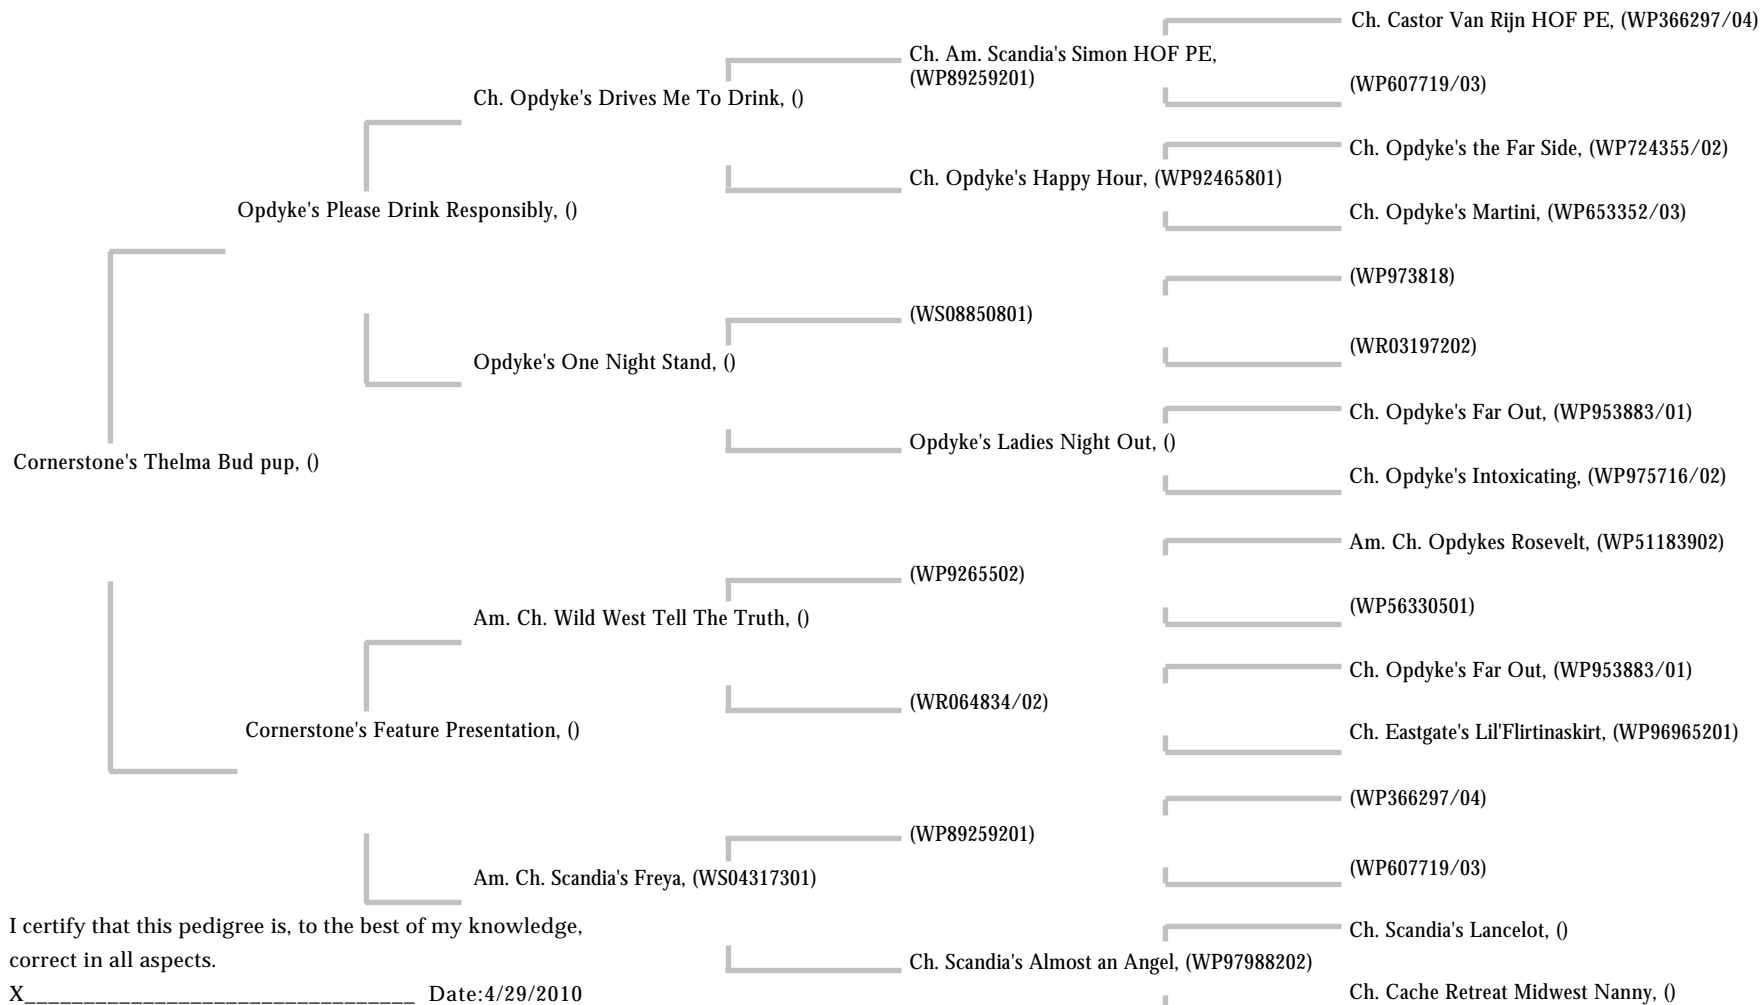 Ch. Castor Van Rijn HOF PE, (WP366297/04)
Ch. Am. Scandia's Simon HOF PE,
(WP89259201)
(WP607719/03)
Ch. Opdyke's Drives Me To Drink, ()
Ch. Opdyke's the Far Side, (WP724355/02)
Ch. Opdyke's Happy Hour, (WP92465801)
Ch. Opdyke's Martini, (WP653352/03)
Opdyke's Please Drink Responsibly, ()
(WP973818)
(WS08850801)
(WR03197202)
Opdyke's One Night Stand, ()
Ch. Opdyke's Far Out, (WP953883/01)
Opdyke's Ladies Night Out, ()
Ch. Opdyke's Intoxicating, (WP975716/02)
Cornerstone's Thelma Bud pup, ()
Am. Ch. Opdykes Rosevelt, (WP51183902)
(WP9265502)
(WP56330501)
Am. Ch. Wild West Tell The Truth, ()
Ch. Opdyke's Far Out, (WP953883/01)
(WR064834/02)
Ch. Eastgate's Lil'Flirtinaskirt, (WP96965201)
Cornerstone's Feature Presentation, ()
(WP366297/04)
(WP89259201)
(WP607719/03)
Am. Ch. Scandia's Freya, (WS04317301)
Ch. Scandia's Lancelot, ()
Ch. Scandia's Almost an Angel, (WP97988202)
Ch. Cache Retreat Midwest Nanny, ()
I certify that this pedigree is, to the best of my knowledge,
correct in all aspects.
X_________________________________ Date:4/29/2010